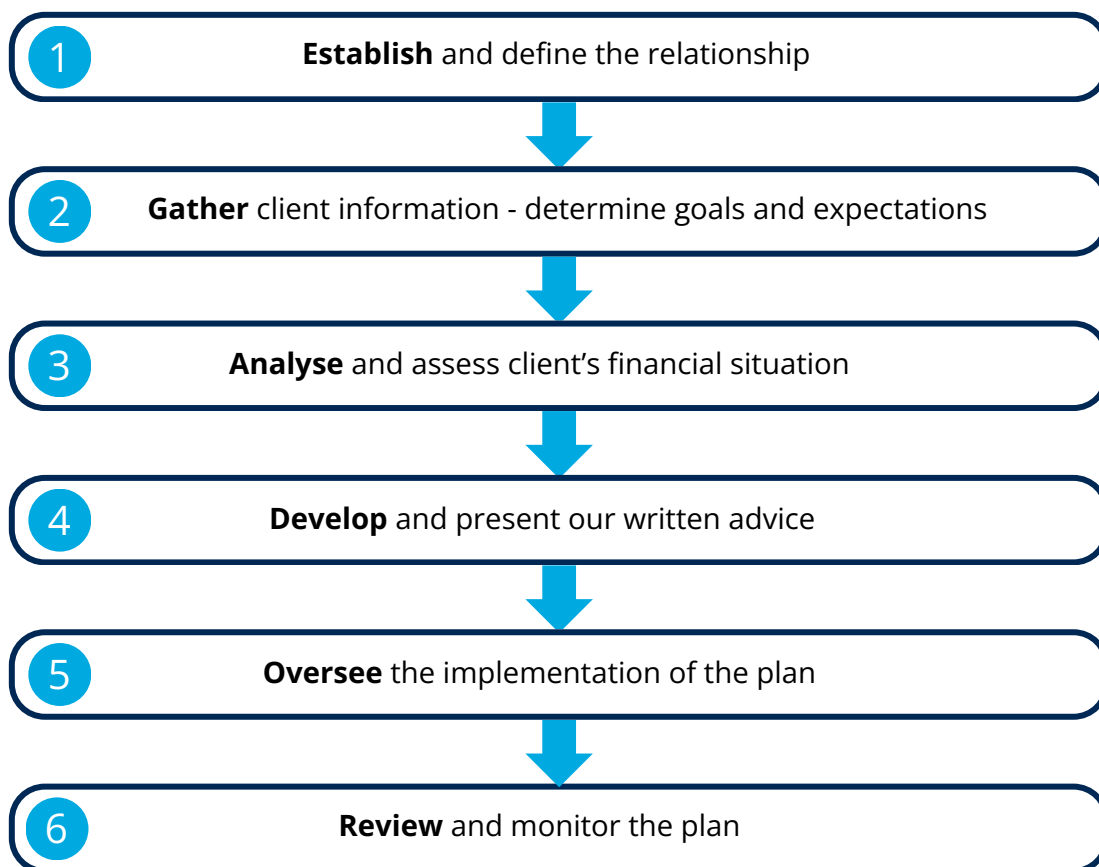 1 Establish and define the relationship
2 Gather client information - determine goals and expectations
3 Analyse and assess client’s financial situation
4 Develop and present our written advice
5 Oversee the implementation of the plan
6 Review and monitor the plan